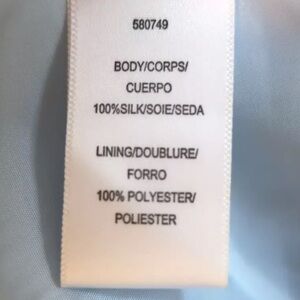 580749
BODY/CORPS/
CUERPO
100%SILK/SOIE/SEDA
LINING/DOUBLURE/
FORRO
100% POLYESTER/
POLIESTER